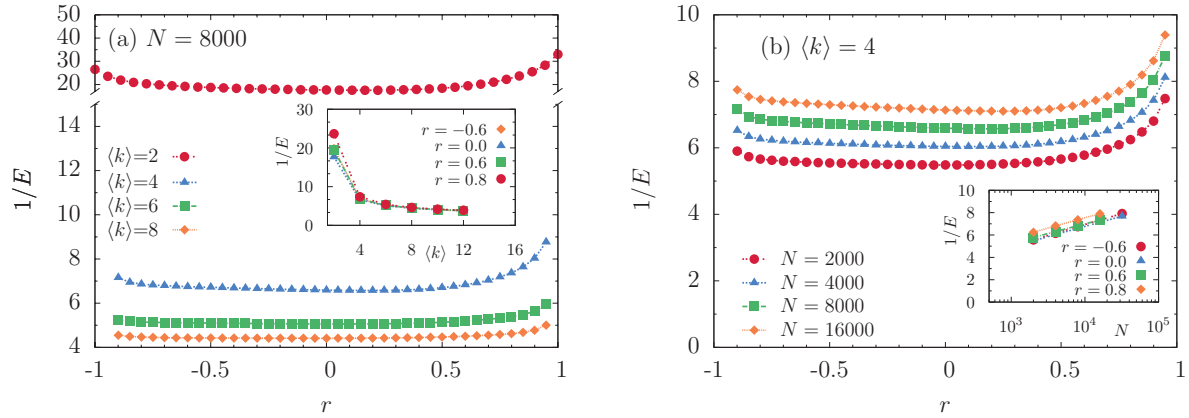 (a) N = 8000
1/E
50
40
30
20
14
12
10
8
6
4
⟨k⟩=2
⟨k⟩=4
⟨k⟩=6
⟨k⟩=8
-1
-0.5
0
0.5
1
r
1/E
30
20
10
0
r = −0.6
r = 0.0
r = 0.6
r = 0.8
4
8
⟨k⟩
12
16
(b) ⟨k⟩ = 4
1/E
10
8
6
4
2
0
N = 2000
N = 4000
N = 8000
N = 16000
-1
-0.5
0
0.5
1
r
1/E
10
8
6
4
2
0
r = −0.6
r = 0.0
r = 0.6
r = 0.8
10³
10⁴
N
10⁵